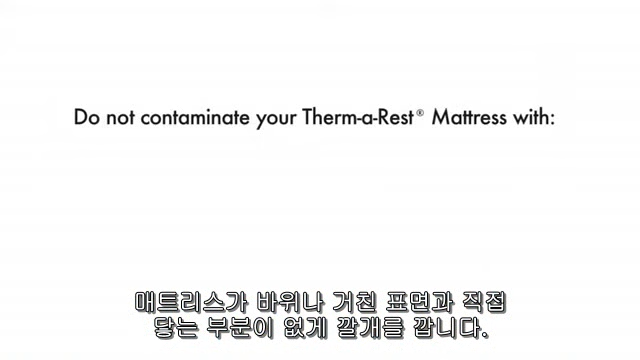 Do not contaminate your Therm-a-Rest® Mattress with:
매트리스가 바위나 거친 표면과 직접
닿는 부분이 없게 깔개를 깝니다.